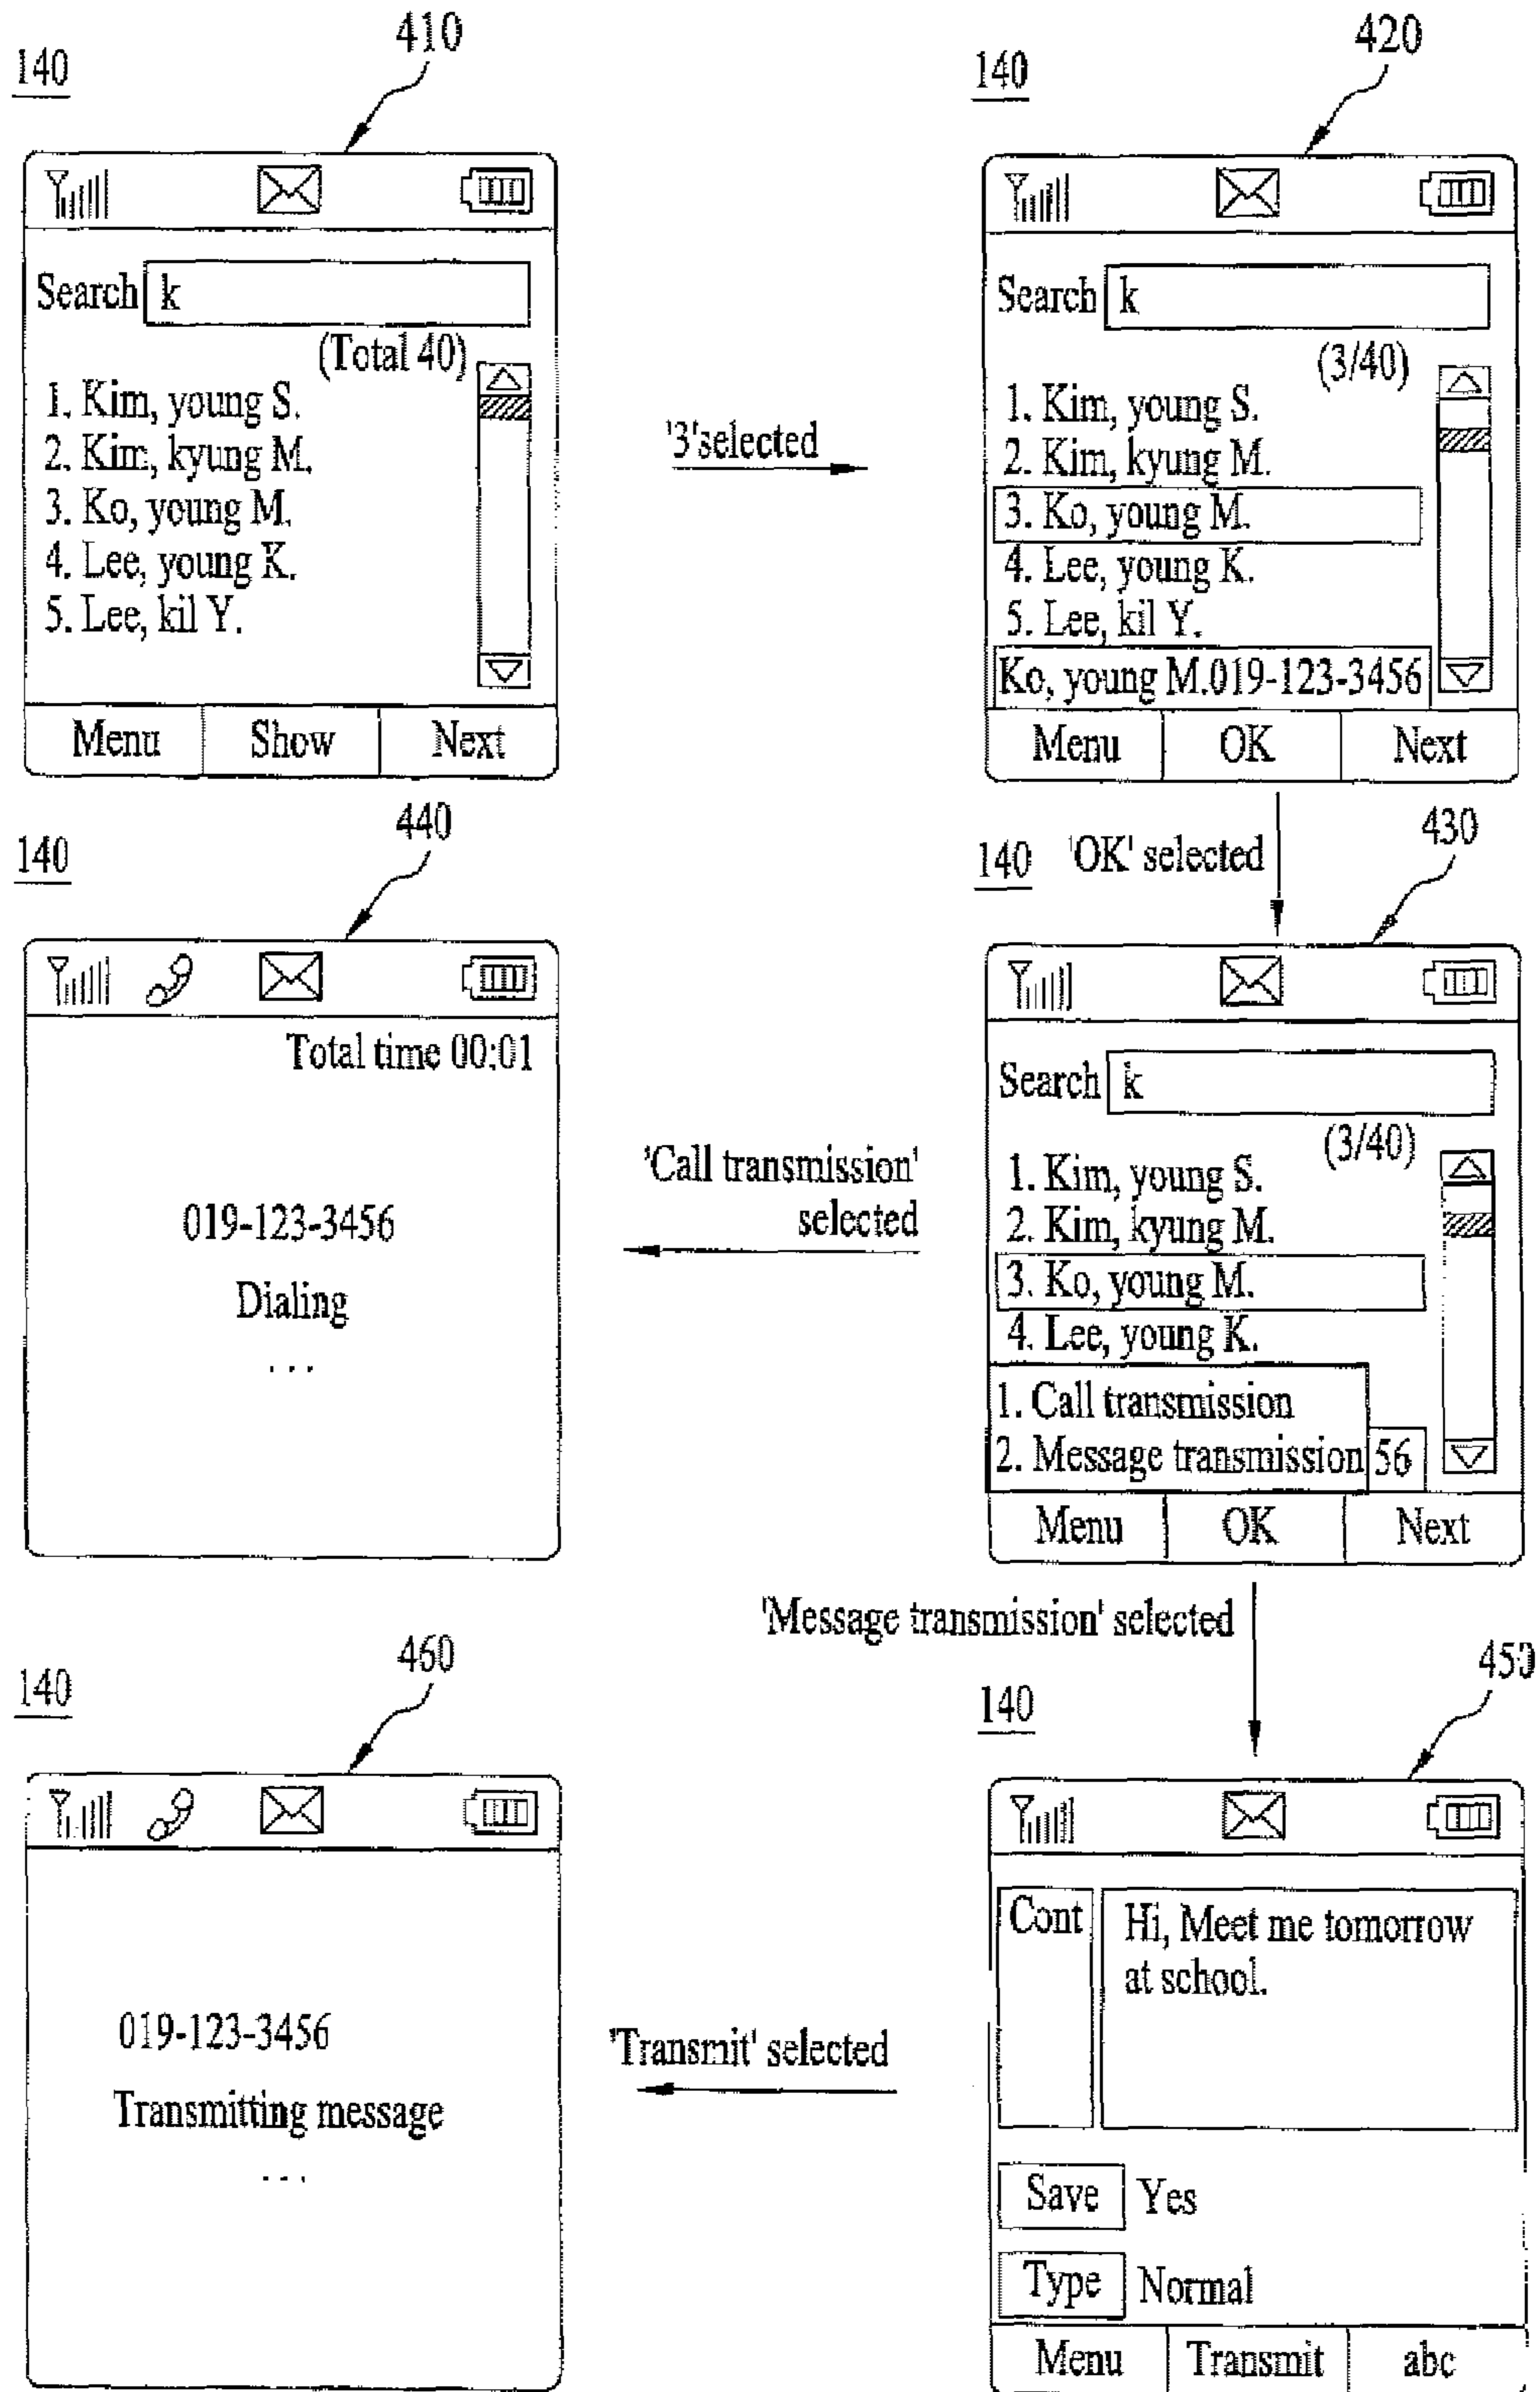 410
140
Search k
(Total 40)
1. Kim, young S.
2. Kim, kyung M.
3. Ko, young M.
4. Lee, young K.
5. Lee, kil Y.
Menu Show Next
'3'selected
420
140
Search k
(3/40)
1. Kim, young S.
2. Kim, kyung M.
3. Ko, young M.
4. Lee, young K.
5. Lee, kil Y.
Ko, young M.019-123-3456
Menu OK Next
'OK' selected
430
140
Search k
(3/40)
1. Kim, young S.
2. Kim, kyung M.
3. Ko, young M.
4. Lee, young K.
1. Call transmission
2. Message transmission 56
Menu OK Next
'Call transmission'
selected
440
140
Total time 00:01
019-123-3456
Dialing
...
'Message transmission' selected
450
140
Cont Hi, Meet me tomorrow
at school.
Save Yes
Type Normal
Menu Transmit abc
'Transmit' selected
460
140
019-123-3456
Transmitting message
...